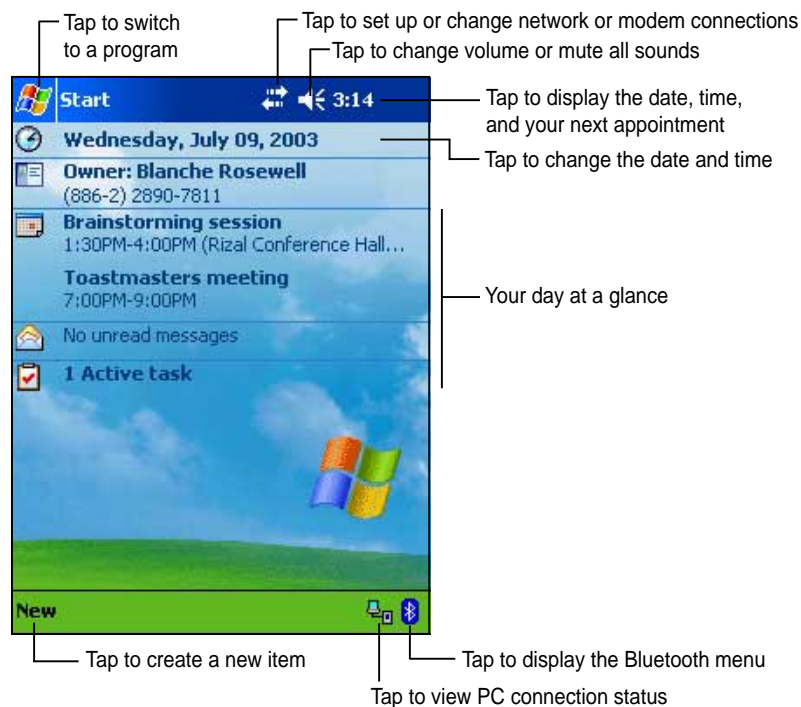 Tap to switch
to a program
Tap to set up or change network or modem connections
Tap to change volume or mute all sounds
Start 3:14
Tap to display the date, time,
and your next appointment
Wednesday, July 09, 2003
Tap to change the date and time
Owner: Blanche Rosewell
(886-2) 2890-7811
Brainstorming session
1:30PM-4:00PM (Rizal Conference Hall...
Toastmasters meeting
7:00PM-9:00PM
Your day at a glance
No unread messages
1 Active task
New
Tap to create a new item
Tap to display the Bluetooth menu
Tap to view PC connection status